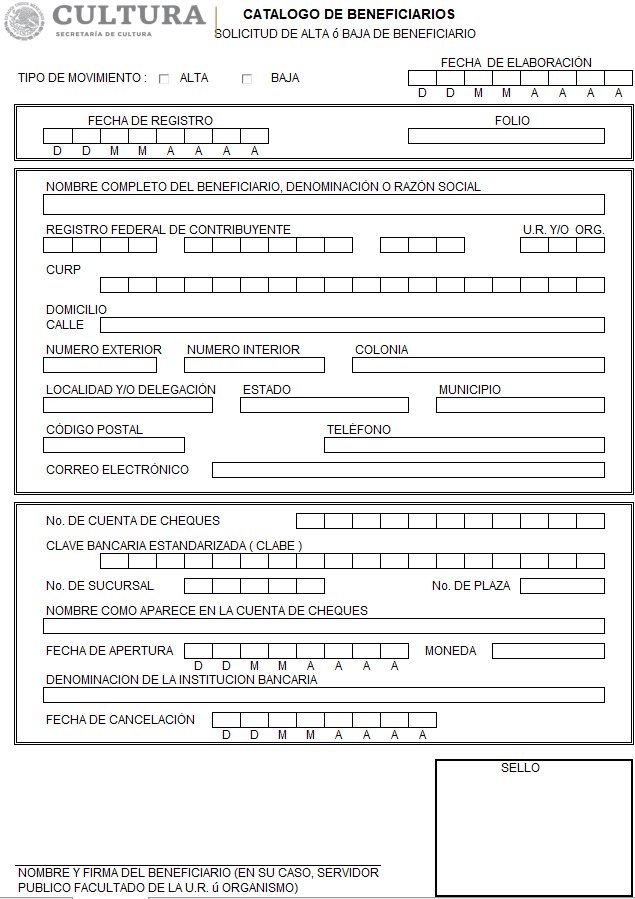 CULTURA
SECRETARÍA DE CULTURA
CATALOGO DE BENEFICIARIOS
SOLICITUD DE ALTA ó BAJA DE BENEFICIARIO
FECHA DE ELABORACIÓN
TIPO DE MOVIMIENTO : ALTA BAJA
D D M M A A A A
FECHA DE REGISTRO FOLIO
D D M M A A A A
NOMBRE COMPLETO DEL BENEFICIARIO, DENOMINACIÓN O RAZÓN SOCIAL
REGISTRO FEDERAL DE CONTRIBUYENTE U.R. Y/O ORG.
CURP
DOMICILIO
CALLE
NUMERO EXTERIOR NUMERO INTERIOR COLONIA
LOCALIDAD Y/O DELEGACIÓN ESTADO MUNICIPIO
CÓDIGO POSTAL TELÉFONO
CORREO ELECTRÓNICO
No. DE CUENTA DE CHEQUES
CLAVE BANCARIA ESTANDARIZADA ( CLABE )
No. DE SUCURSAL No. DE PLAZA
NOMBRE COMO APARECE EN LA CUENTA DE CHEQUES
FECHA DE APERTURA MONEDA
D D M M A A A A
DENOMINACION DE LA INSTITUCION BANCARIA
FECHA DE CANCELACIÓN
D D M M A A A A
SELLO
NOMBRE Y FIRMA DEL BENEFICIARIO (EN SU CASO, SERVIDOR
PUBLICO FACULTADO DE LA U.R. ú ORGANISMO)